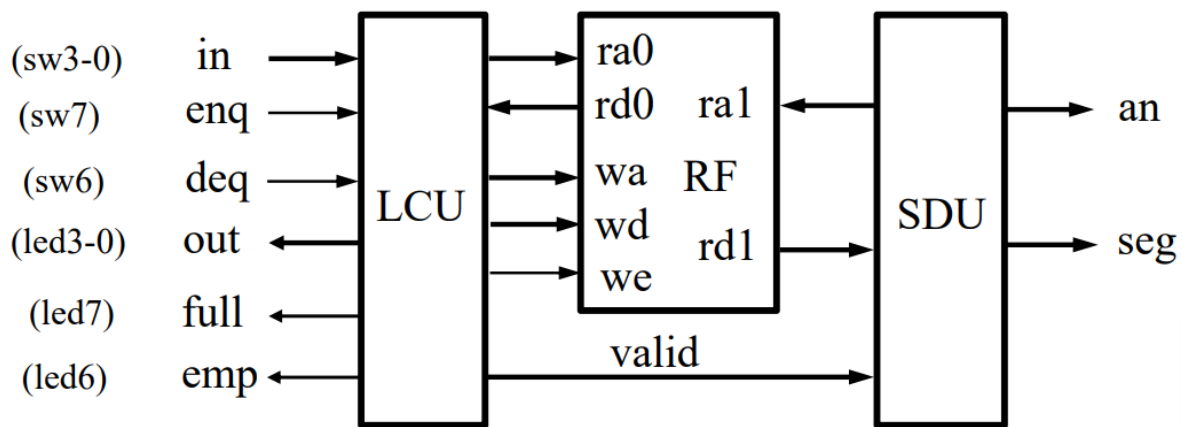 (sw3-0) in ra0
(sw7) enq rd0 ra1 an
(sw6) deq wa RF
LCU SDU
(led3-0) out wd rd1 seg
we
(led7) full
valid
(led6) emp